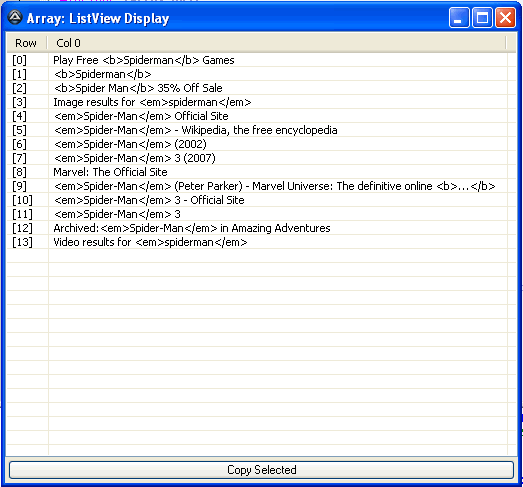 Array: ListView Display
Row Col 0
[0] Play Free <b>Spiderman</b> Games
[1] <b>Spiderman</b>
[2] <b>Spider Man</b> 35% Off Sale
[3] Image results for <em>spiderman</em>
[4] <em>Spider-Man</em> Official Site
[5] <em>Spider-Man</em> - Wikipedia, the free encyclopedia
[6] <em>Spider-Man</em> (2002)
[7] <em>Spider-Man</em> 3 (2007)
[8] Marvel: The Official Site
[9] <em>Spider-Man</em> (Peter Parker) - Marvel Universe: The definitive online <b>...</b>
[10] <em>Spider-Man</em> 3 - Official Site
[11] <em>Spider-Man</em> 3
[12] Archived:<em>Spider-Man</em> in Amazing Adventures
[13] Video results for <em>spiderman</em>
Copy Selected